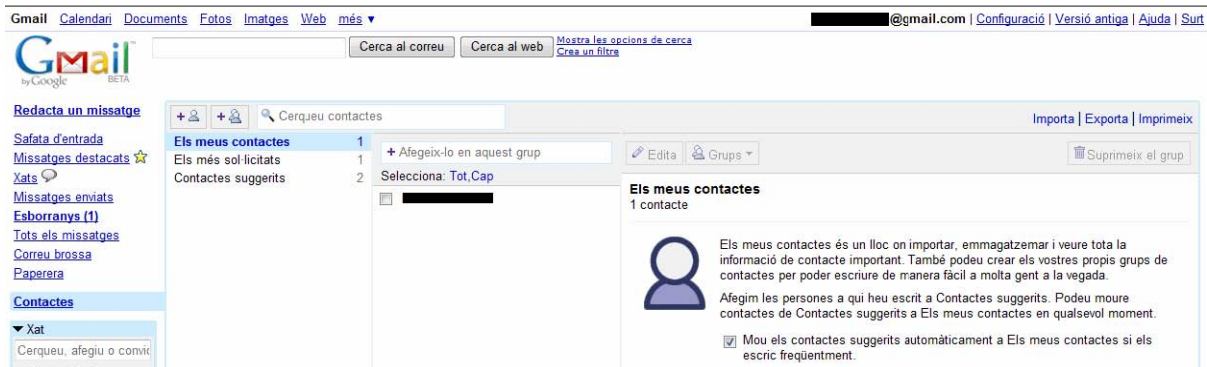 Gmail Calendari Documents Fotos Imatges Web més ▼
@gmail.com | Configuració | Versió antiga | Ajuda | Surt
Gmail
by Google BETA
Cerca al correu Cerca al web Mostra les opcions de cerca
Crea un filtre
Redacta un missatge
Safata d'entrada
Missatges destacats
Xats
Missatges enviats
Esborranys (1)
Tots els missatges
Correu brossa
Paperera
Contactes
▼ Xat
Cerqueu, afegiu o convid
+ + Cerqueu contactes
Importa | Exporta | Imprimeix
Els meus contactes 1
Els més sol·licitats 1
Contactes suggerits 2
+ Afegeix-lo en aquest grup
Selecciona: Tot,Cap
Edita Grups ▼ Suprimeix el grup
Els meus contactes
1 contacte
Els meus contactes és un lloc on importar, emmagatzemar i veure tota la
informació de contacte important. També podeu crear els vostres propis grups de
contactes per poder escriure de manera fàcil a molta gent a la vegada.
Afegim les persones a qui heu escrit a Contactes suggerits. Podeu moure
contactes de Contactes suggerits a Els meus contactes en qualsevol moment.
Mou els contactes suggerits automàticament a Els meus contactes si els
escric freqüentment.